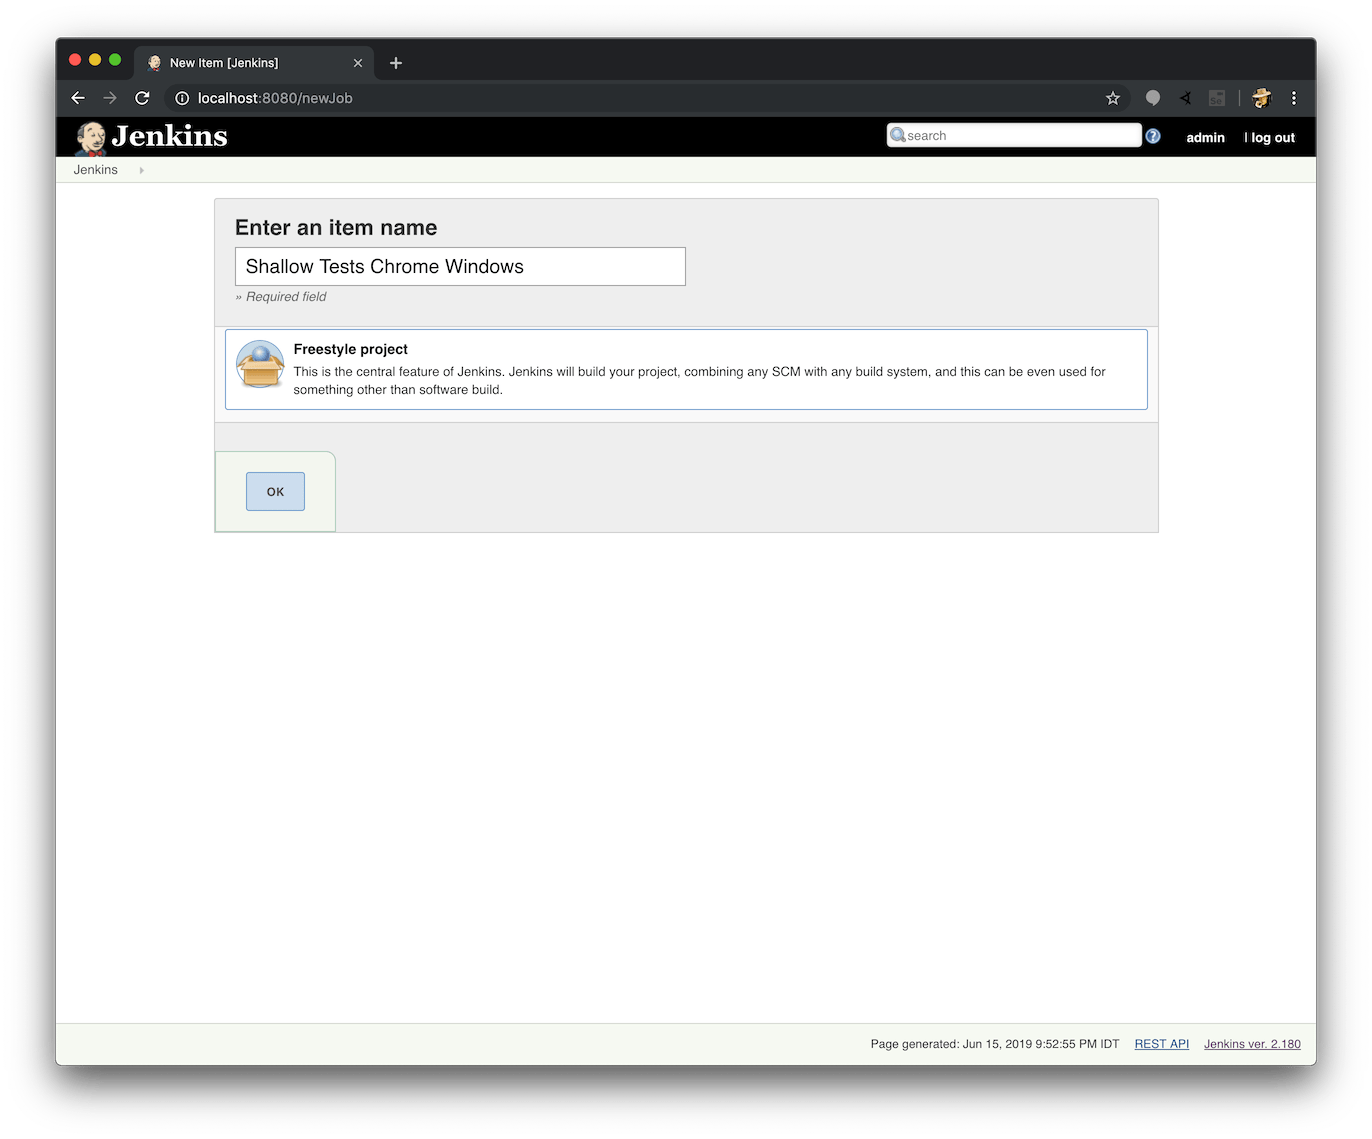 New Item [Jenkins]
localhost:8080/newJob
Se
Jenkins
search
?
admin
| log out
Jenkins
Enter an item name
Shallow Tests Chrome Windows
» Required field
Freestyle project
This is the central feature of Jenkins. Jenkins will build your project, combining any SCM with any build system, and this can be even used for
something other than software build.
OK
Page generated: Jun 15, 2019 9:52:55 PM IDT
REST API
Jenkins ver. 2.180